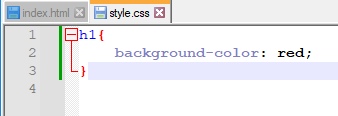 index.html style.css
1 h1{
2 background-color: red;
3 }
4